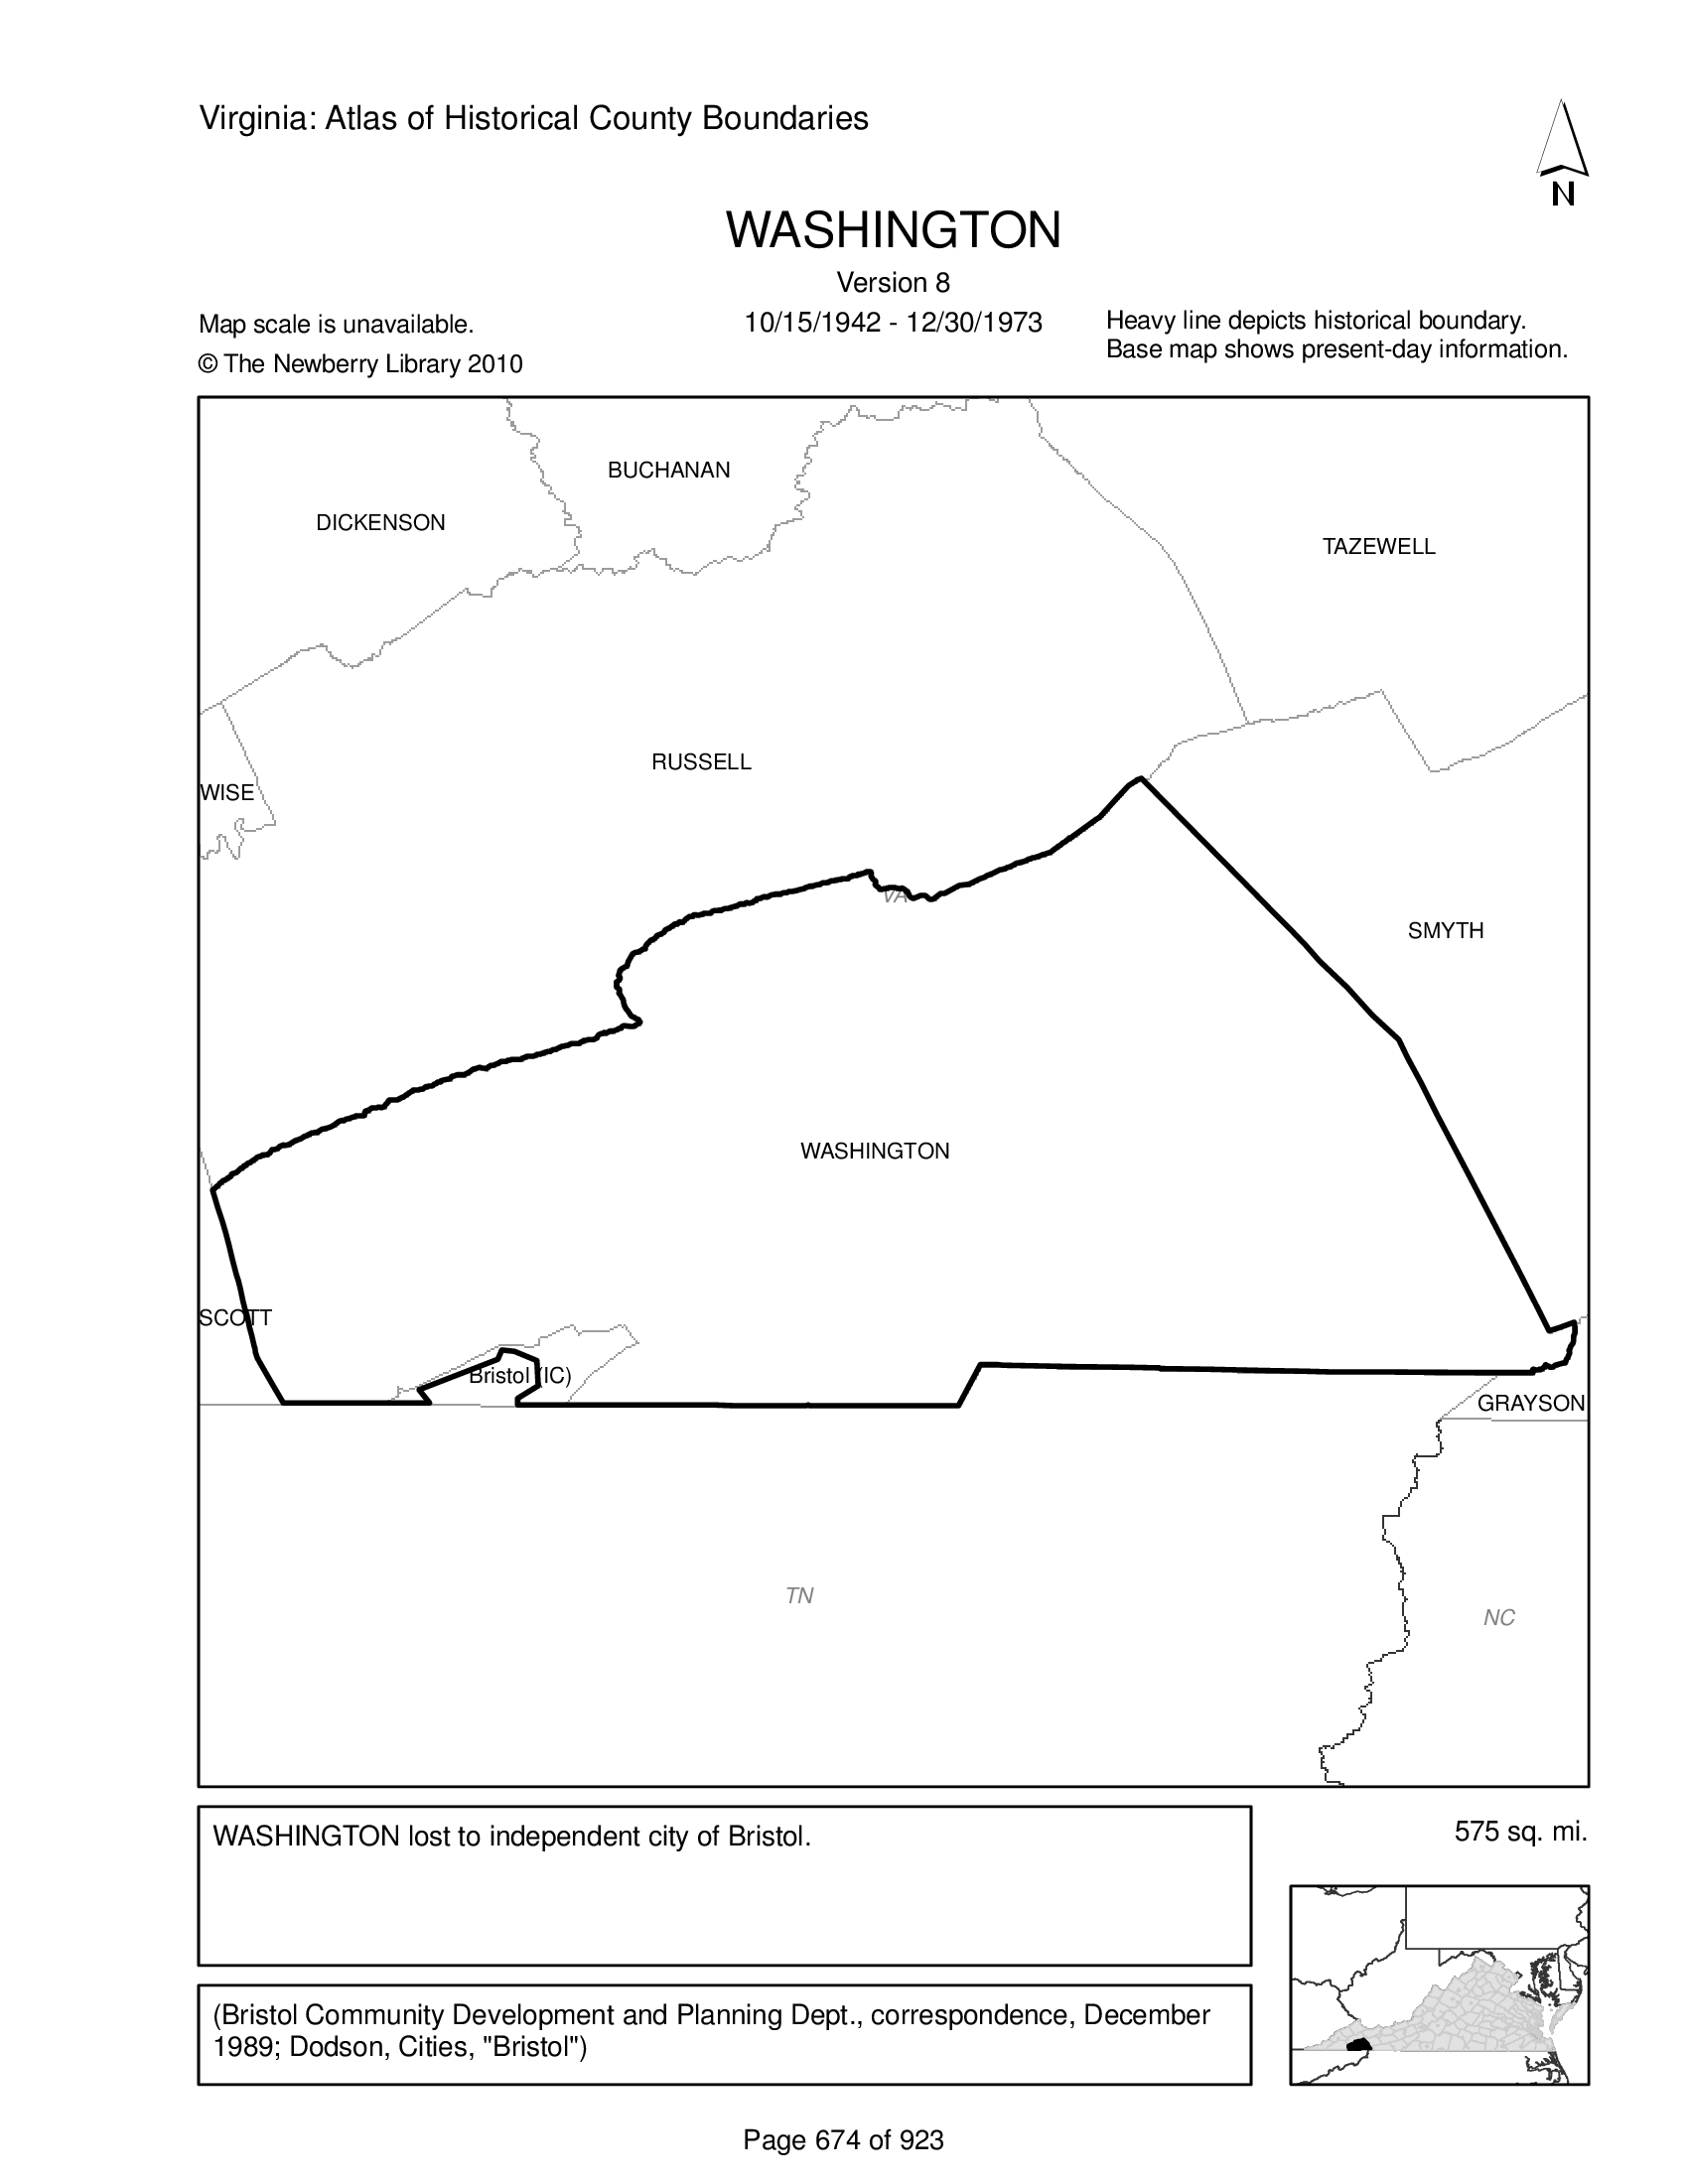 Virginia: Atlas of Historical County Boundaries
N
WASHINGTON
Version 8
10/15/1942 - 12/30/1973
Map scale is unavailable.
© The Newberry Library 2010
Heavy line depicts historical boundary.
Base map shows present-day information.
BUCHANAN
DICKENSON
TAZEWELL
RUSSELL
WISE
VA
SMYTH
WASHINGTON
SCOTT
Bristol (IC)
GRAYSON
TN
NC
WASHINGTON lost to independent city of Bristol.
575 sq. mi.
(Bristol Community Development and Planning Dept., correspondence, December
1989; Dodson, Cities, "Bristol")
Page 674 of 923